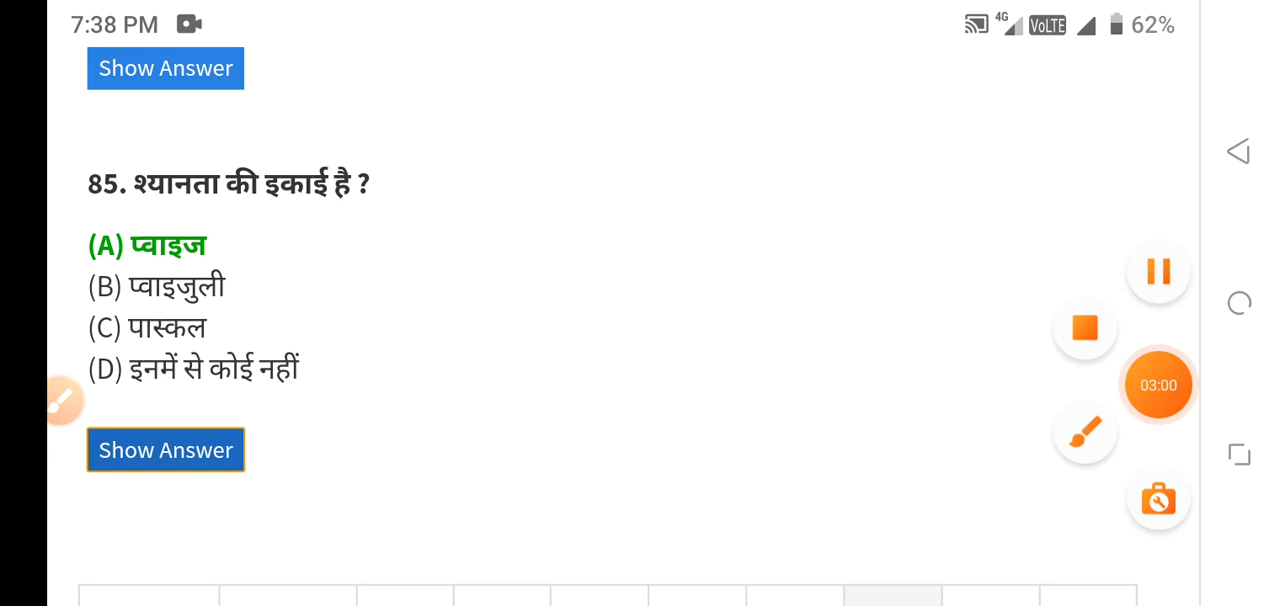 7:38 PM 4G VoLTE 62%
Show Answer
85. श्यानता की इकाई है ?
(A) प्वाइज
(B) प्वाइजुली
(C) पास्कल
(D) इनमें से कोई नहीं
03:00
Show Answer